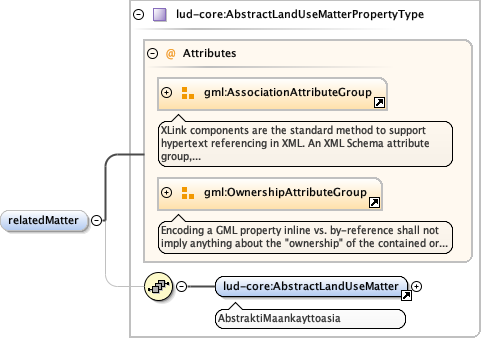 lud-core:AbstractLandUseMatterPropertyType
@ Attributes
gml:AssociationAttributeGroup
XLink components are the standard method to support
hypertext referencing in XML. An XML Schema attribute
group,...
relatedMatter
gml:OwnershipAttributeGroup
Encoding a GML property inline vs. by-reference shall not
imply anything about the "ownership" of the contained or...
lud-core:AbstractLandUseMatter
AbstraktiMaankayttoasia